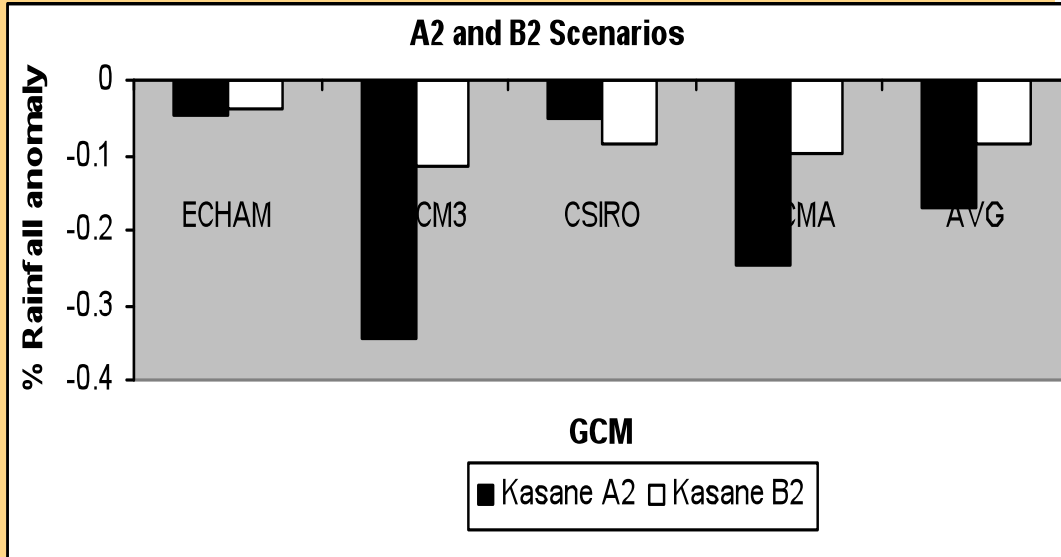 A2 and B2 Scenarios
% Rainfall anomaly
0
-0.1
-0.2
-0.3
-0.4
ECHAM CM3 CSIRO CMA AVG
GCM
Kasane A2 Kasane B2